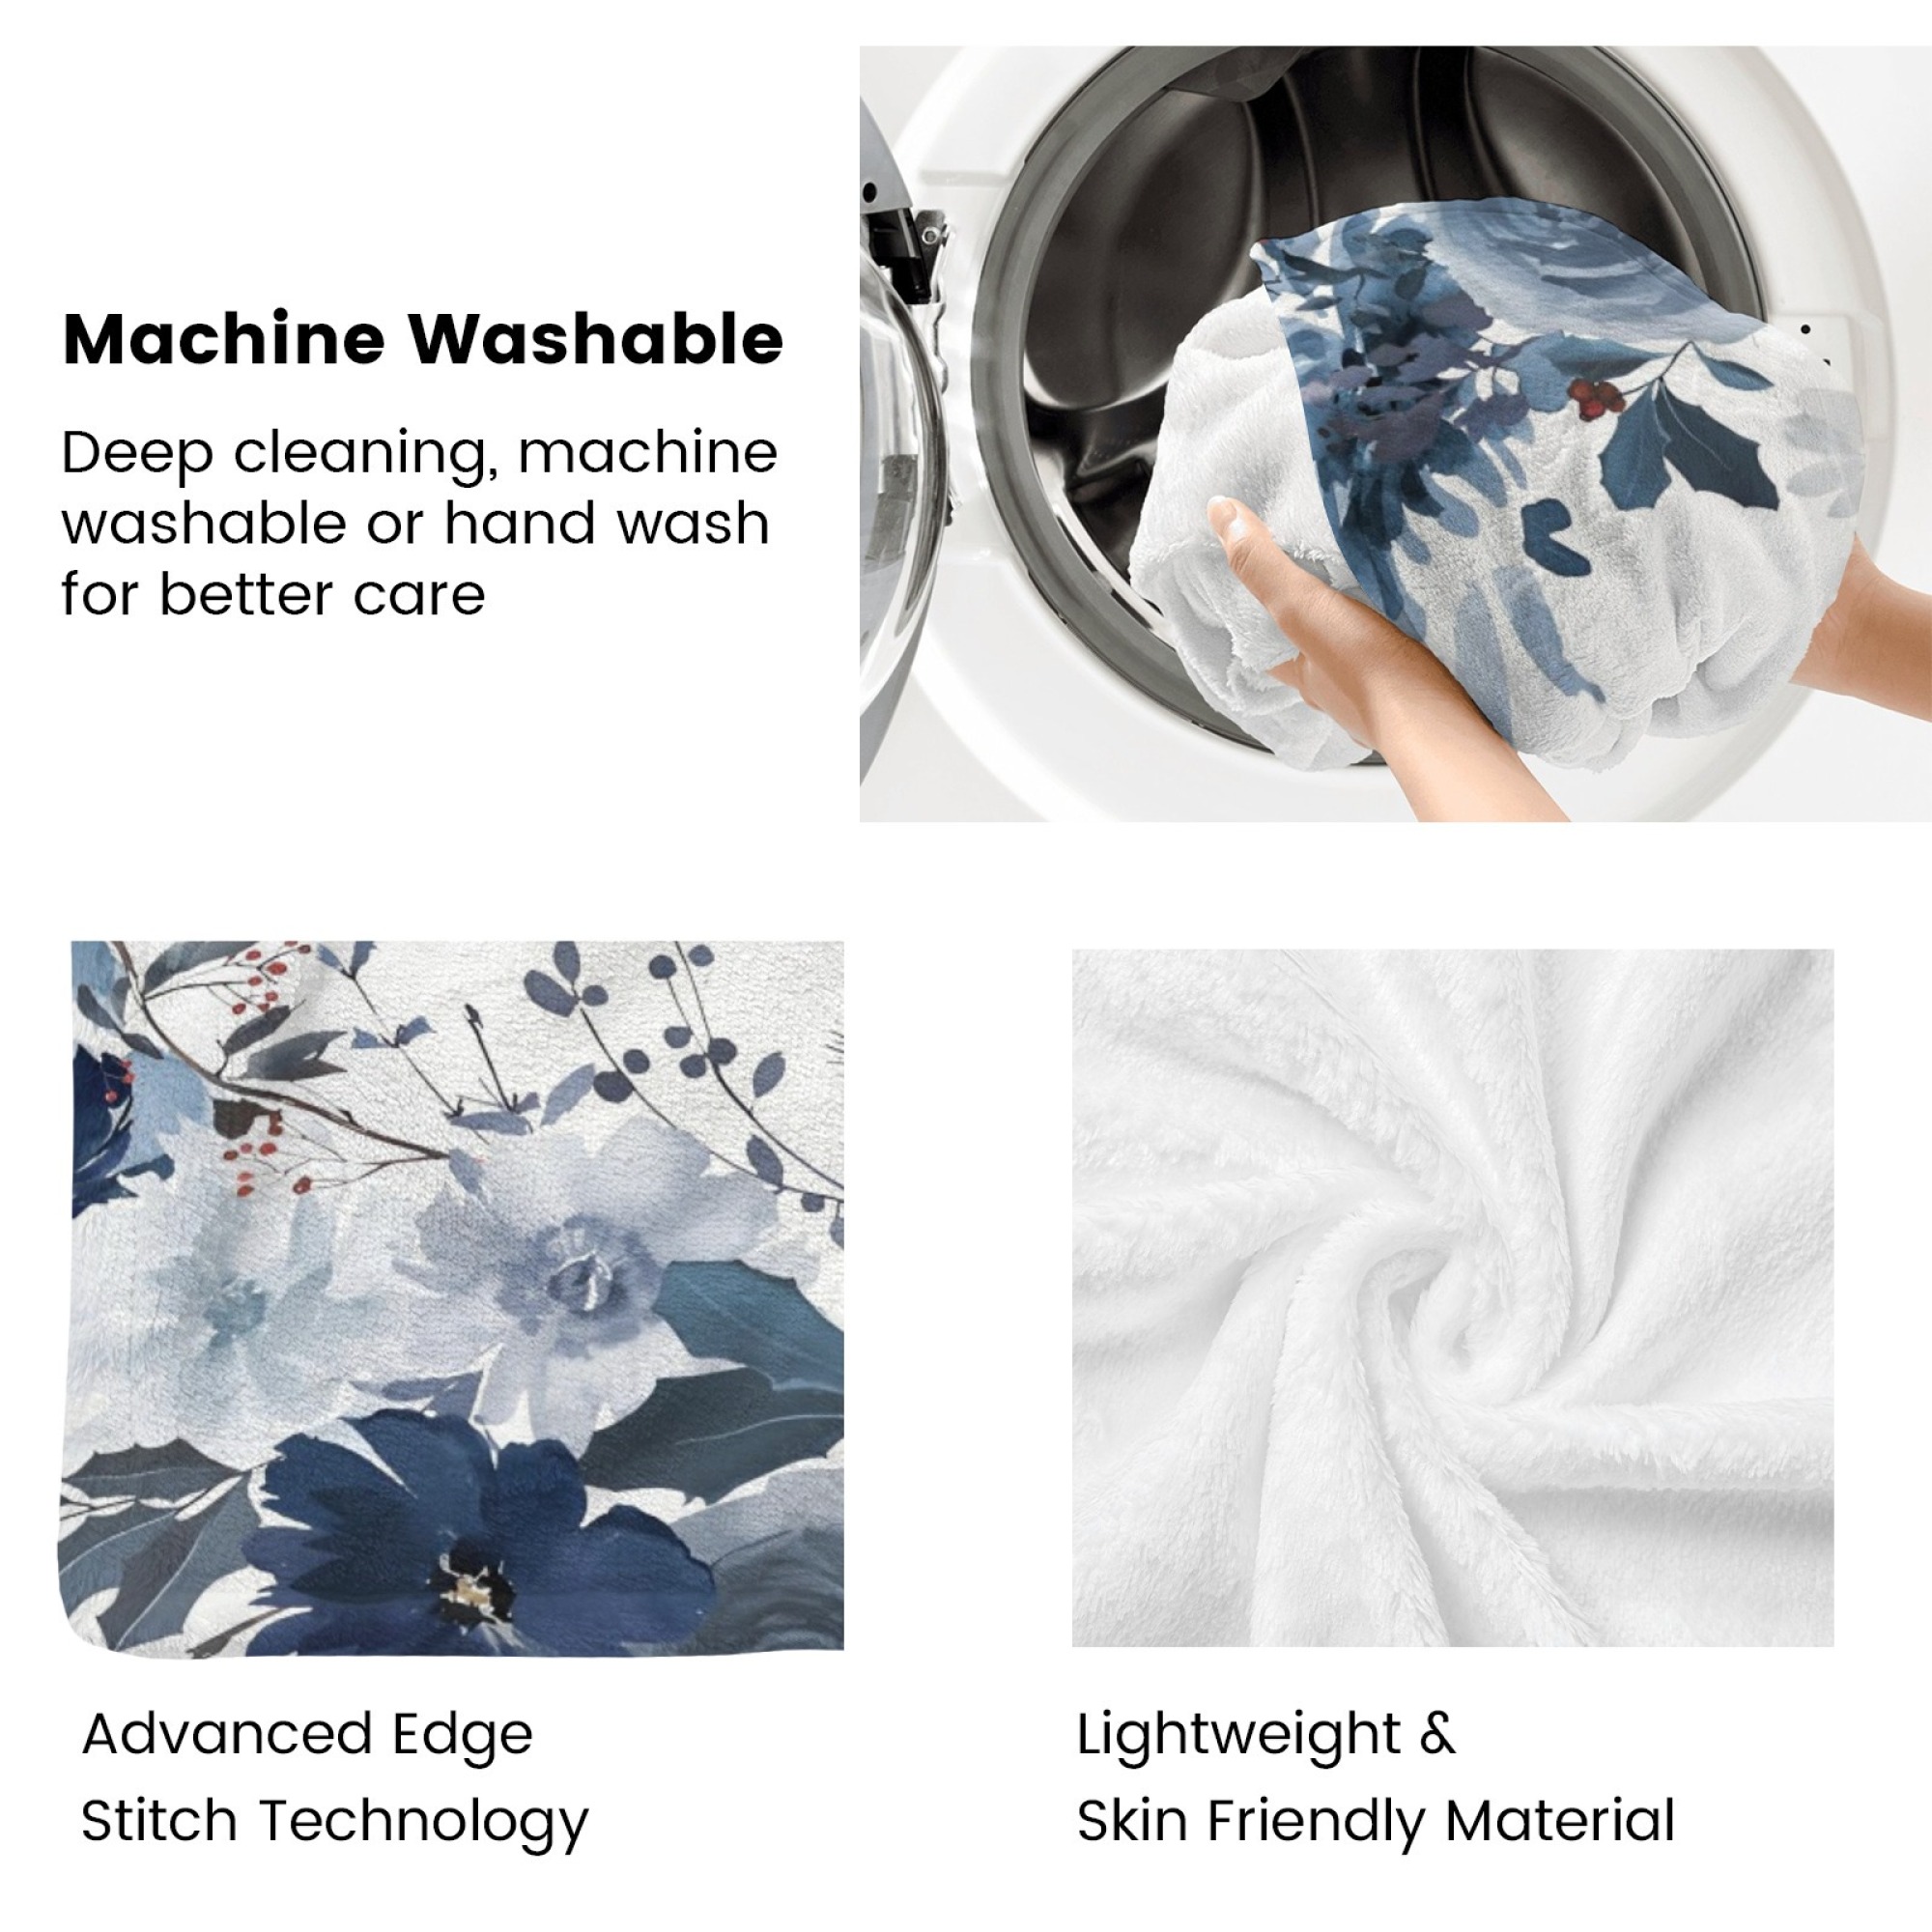 Machine Washable
Deep cleaning, machine
washable or hand wash
for better care
Advanced Edge
Stitch Technology
Lightweight &
Skin Friendly Material